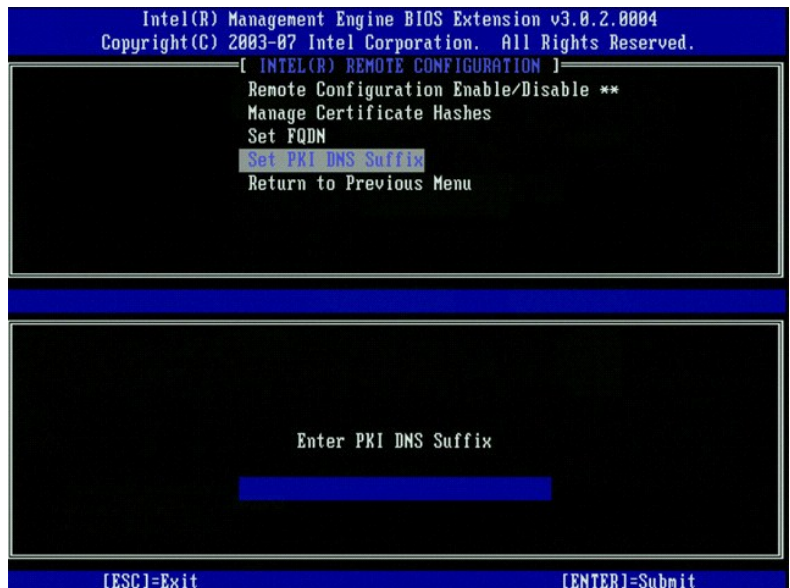 Intel(R) Management Engine BIOS Extension v3.0.2.0004
Copyright(C) 2003-07 Intel Corporation. All Rights Reserved.
[ INTEL(R) REMOTE CONFIGURATION ]
Remote Configuration Enable/Disable **
Manage Certificate Hashes
Set FQDN
Set PKI DNS Suffix
Return to Previous Menu
Enter PKI DNS Suffix
[ESC]=Exit [ENTER]=Submit